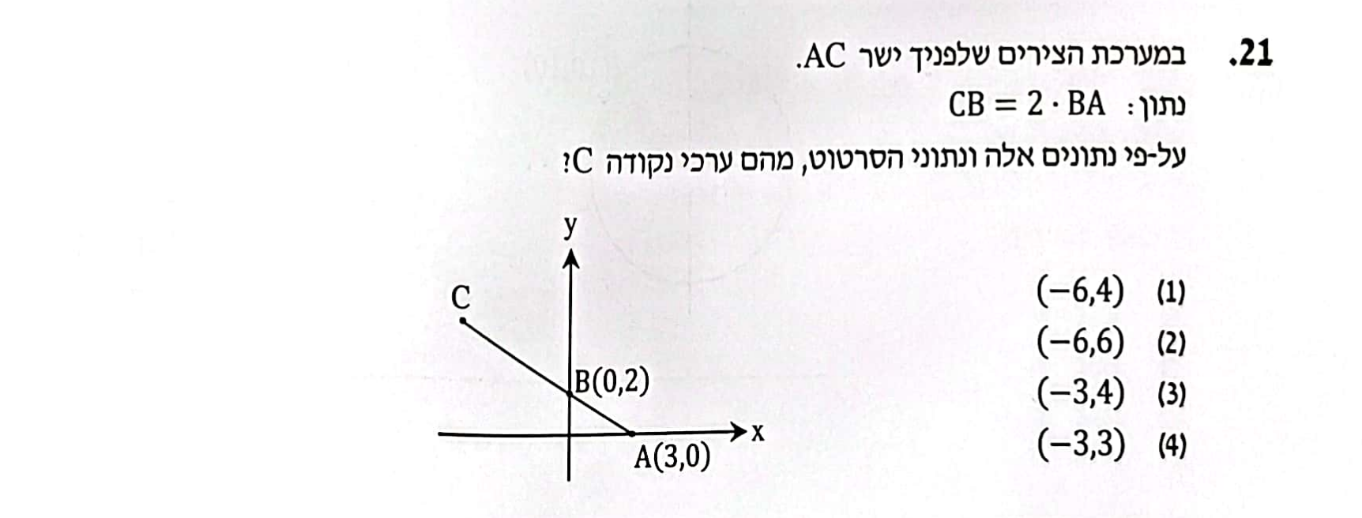 21. במערכת הצירים שלפניך ישר AC.
נתון: CB = 2 · BA
על-פי נתונים אלה ונתוני הסרטוט, מהם ערכי נקודה C?
(1) (−6,4)
(2) (−6,6)
(3) (−3,4)
(4) (−3,3)
y
C
B(0,2)
x
A(3,0)